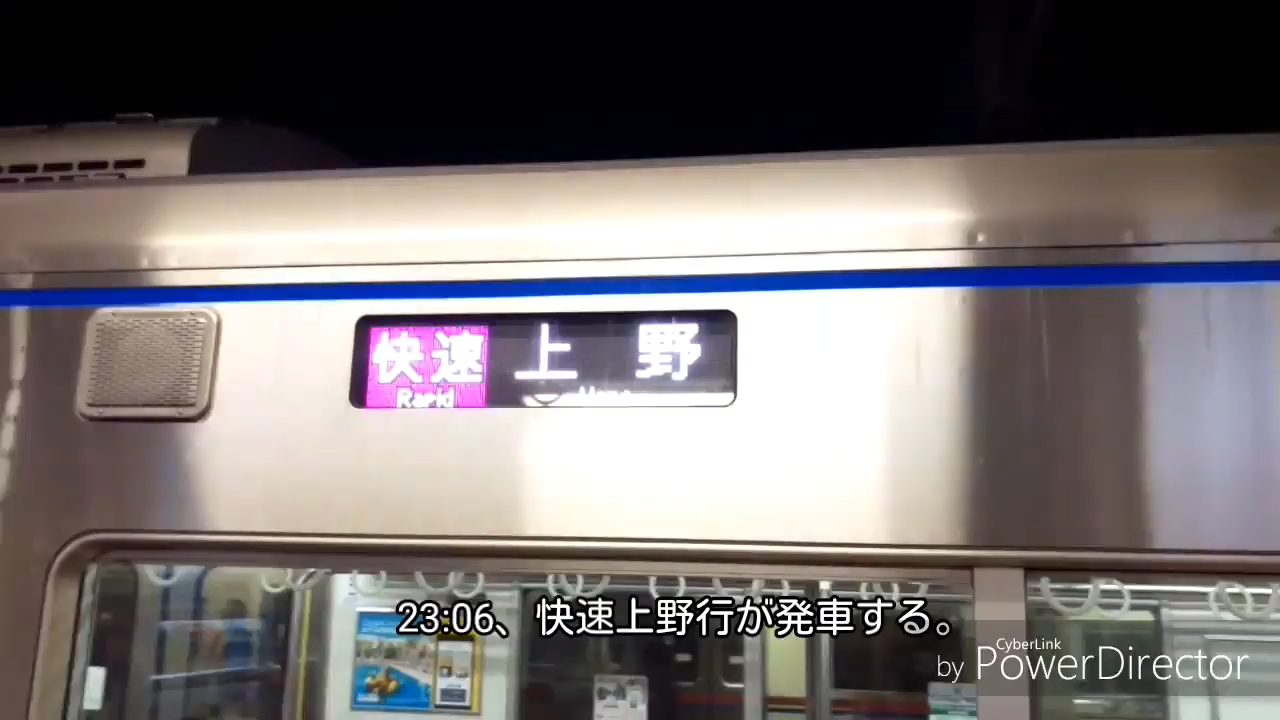 快速 上野
Rapid Ueno
23:06、快速上野行が発車する。
CyberLink
by PowerDirector